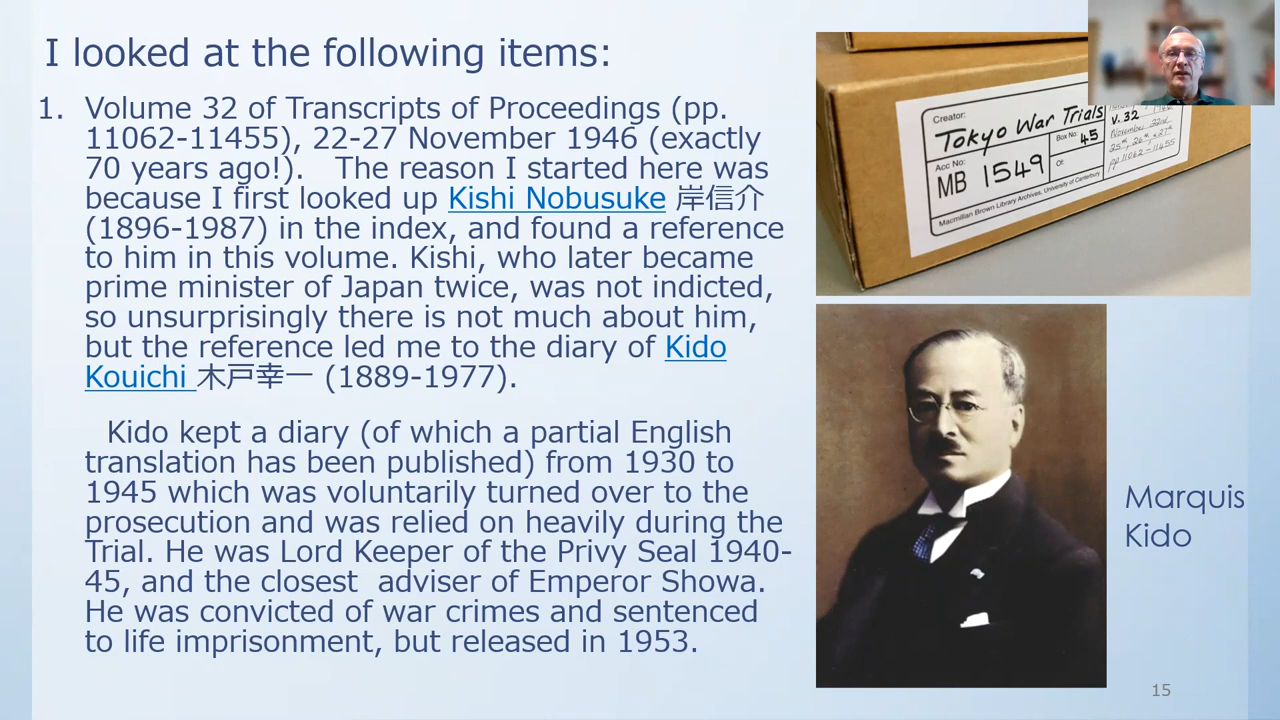 I looked at the following items:
1. Volume 32 of Transcripts of Proceedings (pp.
11062-11455), 22-27 November 1946 (exactly
70 years ago!). The reason I started here was
because I first looked up Kishi Nobusuke 岸信介
(1896-1987) in the index, and found a reference
to him in this volume. Kishi, who later became
prime minister of Japan twice, was not indicted,
so unsurprisingly there is not much about him,
but the reference led me to the diary of Kido
Kouichi 木戸幸一 (1889-1977).
Kido kept a diary (of which a partial English
translation has been published) from 1930 to
1945 which was voluntarily turned over to the
prosecution and was relied on heavily during the
Trial. He was Lord Keeper of the Privy Seal 1940-
45, and the closest adviser of Emperor Showa.
He was convicted of war crimes and sentenced
to life imprisonment, but released in 1953.
Creator:
Tokyo War Trials
Acc No:
MB 1549
Box No:
45
Of:
V. 32
November 22nd
25th, 26th & 27th
pp 11062-11455
Macmillan Brown Library Archives, University of Canterbury
Marquis
Kido
15